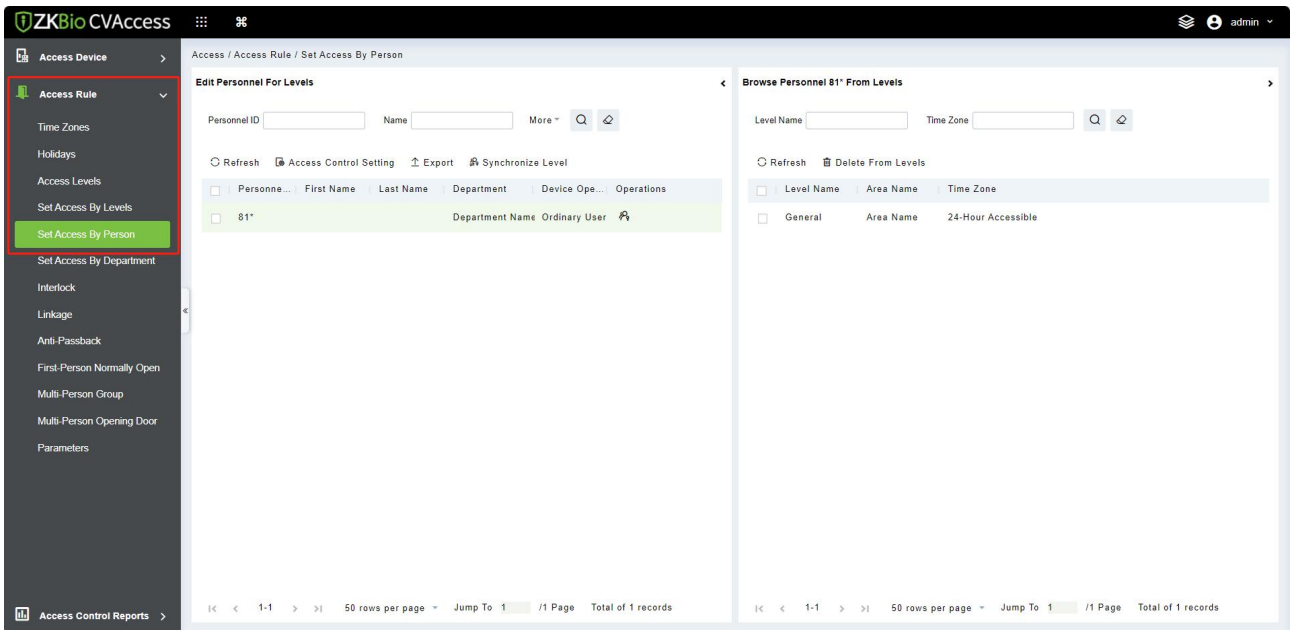 ZKBio CVAccess
admin
Access Device
Access Rule
Time Zones
Holidays
Access Levels
Set Access By Levels
Set Access By Person
Set Access By Department
Interlock
Linkage
Anti-Passback
First-Person Normally Open
Multi-Person Group
Multi-Person Opening Door
Parameters
Access Control Reports
Access / Access Rule / Set Access By Person
Edit Personnel For Levels
Personnel ID Name More
Refresh Access Control Setting Export Synchronize Level
Personne... First Name Last Name Department Device Ope... Operations
81* Department Name Ordinary User
1-1 50 rows per page Jump To 1 /1 Page Total of 1 records
Browse Personnel 81* From Levels
Level Name Time Zone
Refresh Delete From Levels
Level Name Area Name Time Zone
General Area Name 24-Hour Accessible
1-1 50 rows per page Jump To 1 /1 Page Total of 1 records